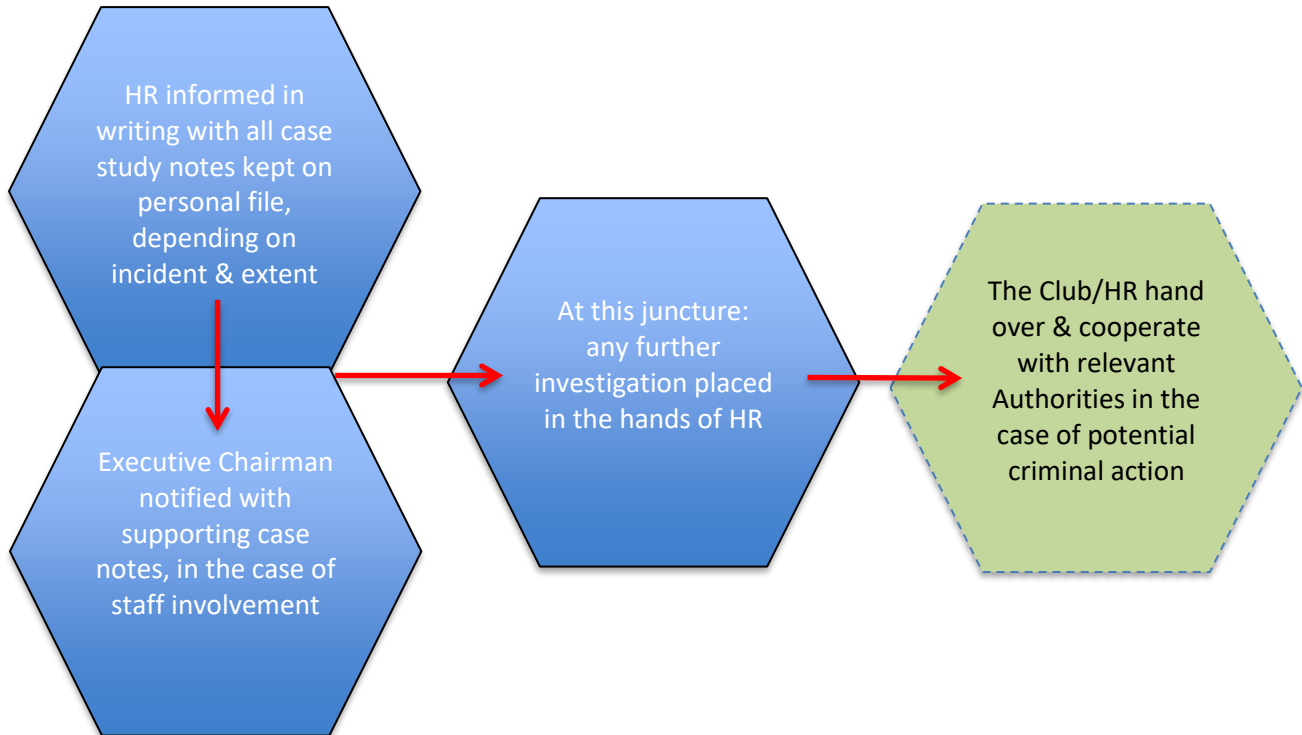 HR informed in
writing with all case
study notes kept on
personal file,
depending on
incident & extent
Executive Chairman
notified with
supporting case
notes, in the case of
staff involvement
At this juncture:
any further
investigation placed
in the hands of HR
The Club/HR hand
over & cooperate
with relevant
Authorities in the
case of potential
criminal action